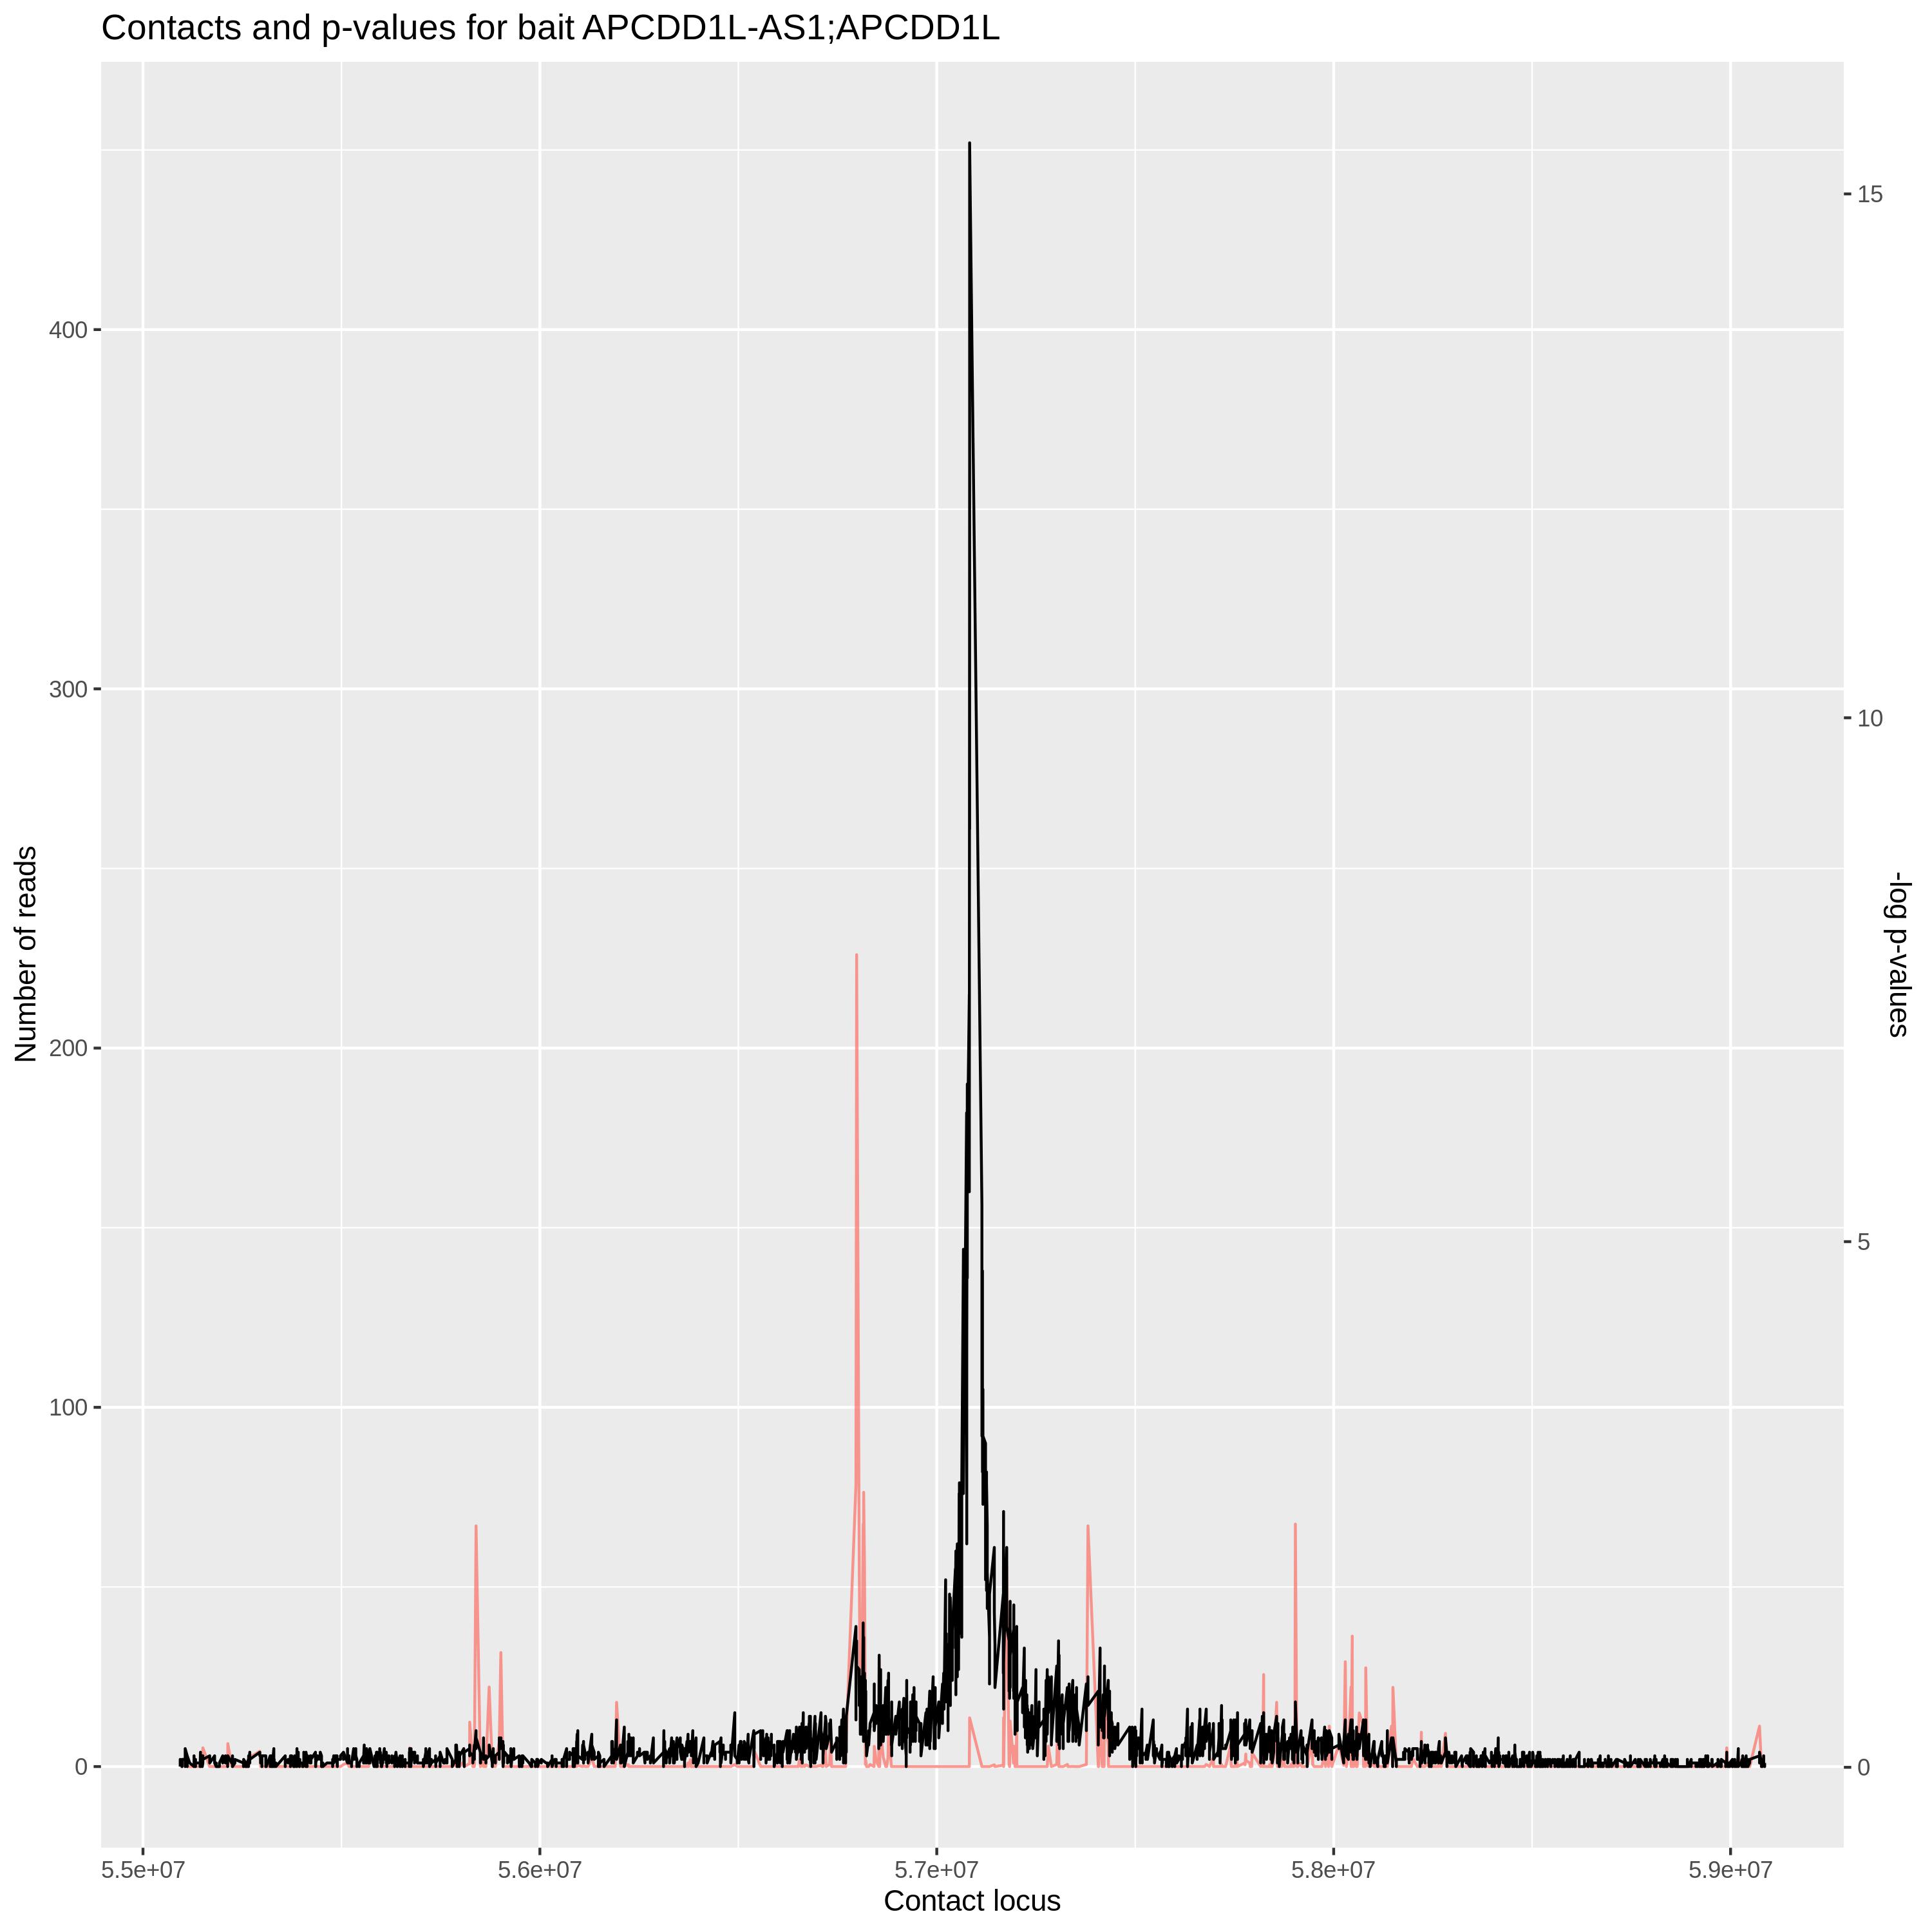 Contacts and p-values for bait APCDD1L-AS1;APCDD1L
Number of reads
400
300
200
100
0
15
10
5
0
-log p-values
5.5e+07
5.6e+07
5.7e+07
5.8e+07
5.9e+07
Contact locus